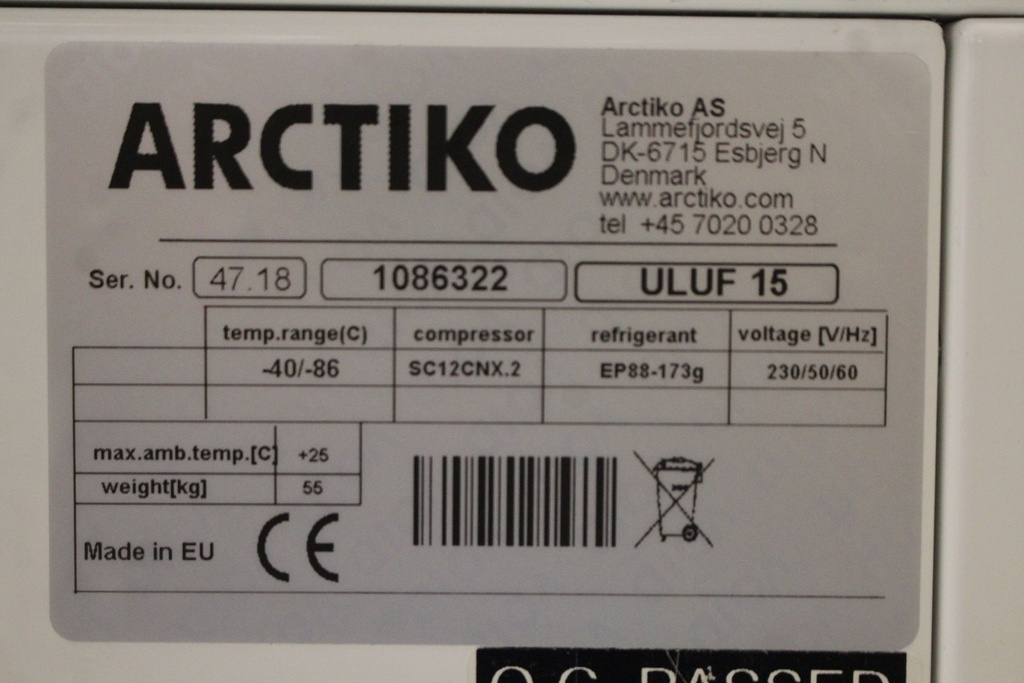 ARCTIKO
Arctiko AS
Lammefjordsvej 5
DK-6715 Esbjerg N
Denmark
www.arctiko.com
tel +45 7020 0328
Ser. No. 47.18 1086322 ULUF 15
temp.range(C) compressor refrigerant voltage [V/Hz]
-40/-86 SC12CNX.2 EP88-173g 230/50/60
max.amb.temp.[C] +25
weight[kg] 55
Made in EU CE
Q.C. PASSED